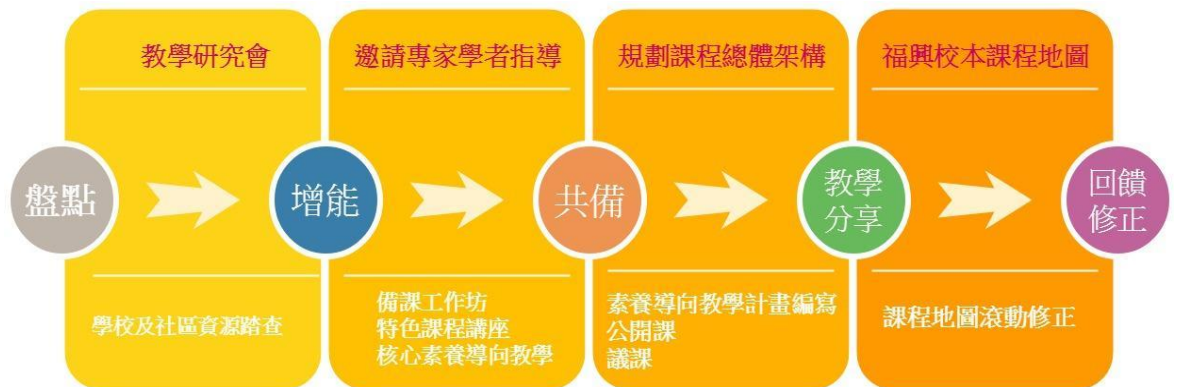 教學研究會
邀請專家學者指導
規劃課程總體架構
福興校本課程地圖
盤點
增能
共備
教學
分享
回饋
修正
學校及社區資源踏查
備課工作坊
特色課程講座
核心素養導向教學
素養導向教學計畫編寫
公開課
議課
課程地圖滾動修正